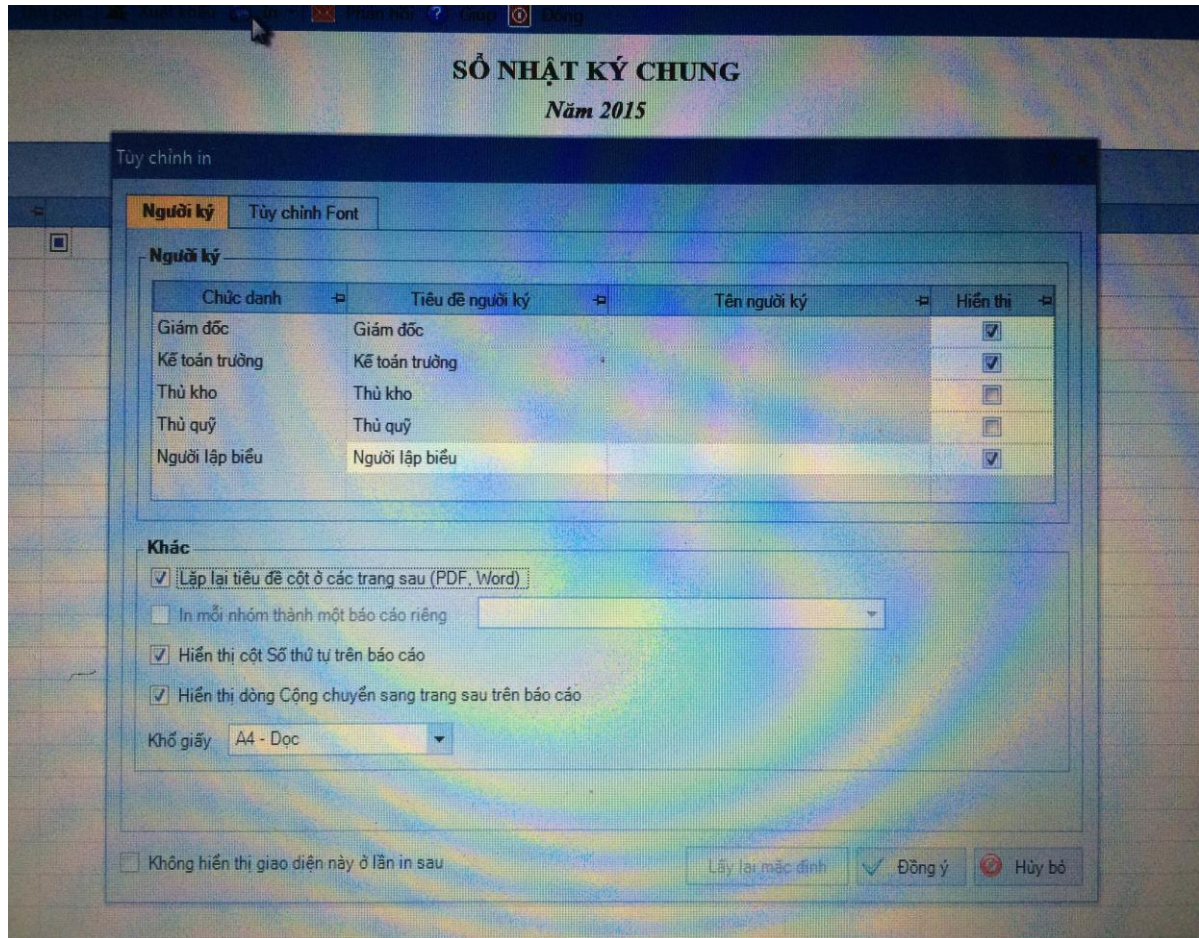 In Phản hồi Giúp Đóng
SỔ NHẬT KÝ CHUNG
Năm 2015
Tùy chỉnh in
Người ký Tùy chỉnh Font
Người ký
Chức danh Tiêu đề người ký Tên người ký Hiển thị
Giám đốc Giám đốc
Kế toán trưởng Kế toán trưởng
Thủ kho Thủ kho
Thủ quỹ Thủ quỹ
Người lập biểu Người lập biểu
Khác
Lặp lại tiêu đề cột ở các trang sau (PDF, Word)
In mỗi nhóm thành một báo cáo riêng
Hiển thị cột Số thứ tự trên báo cáo
Hiển thị dòng Cộng chuyển sang trang sau trên báo cáo
Khổ giấy A4 - Dọc
Không hiển thị giao diện này ở lần in sau Lấy lại mặc định Đồng ý Hủy bỏ